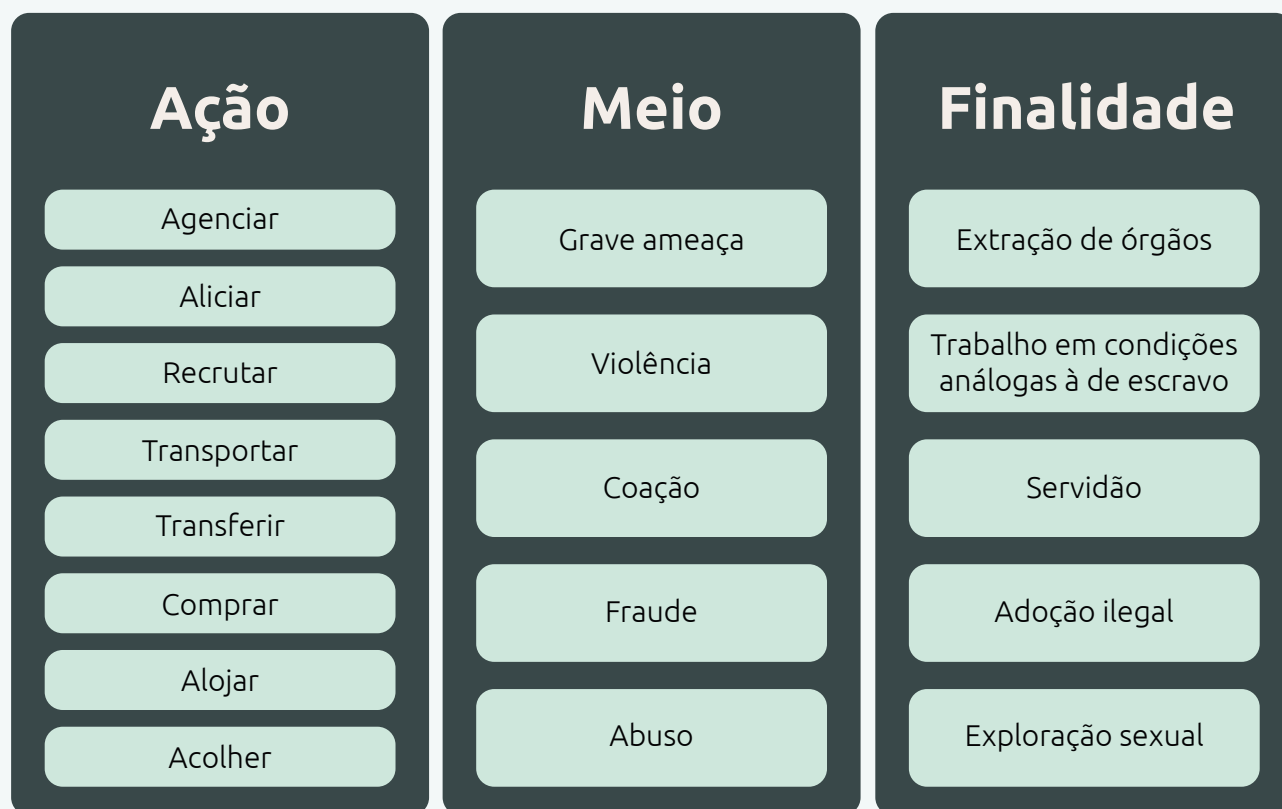 Ação
Agenciar
Aliciar
Recrutar
Transportar
Transferir
Comprar
Alojar
Acolher
Meio
Grave ameaça
Violência
Coação
Fraude
Abuso
Finalidade
Extração de órgãos
Trabalho em condições
análogas à de escravo
Servidão
Adoção ilegal
Exploração sexual